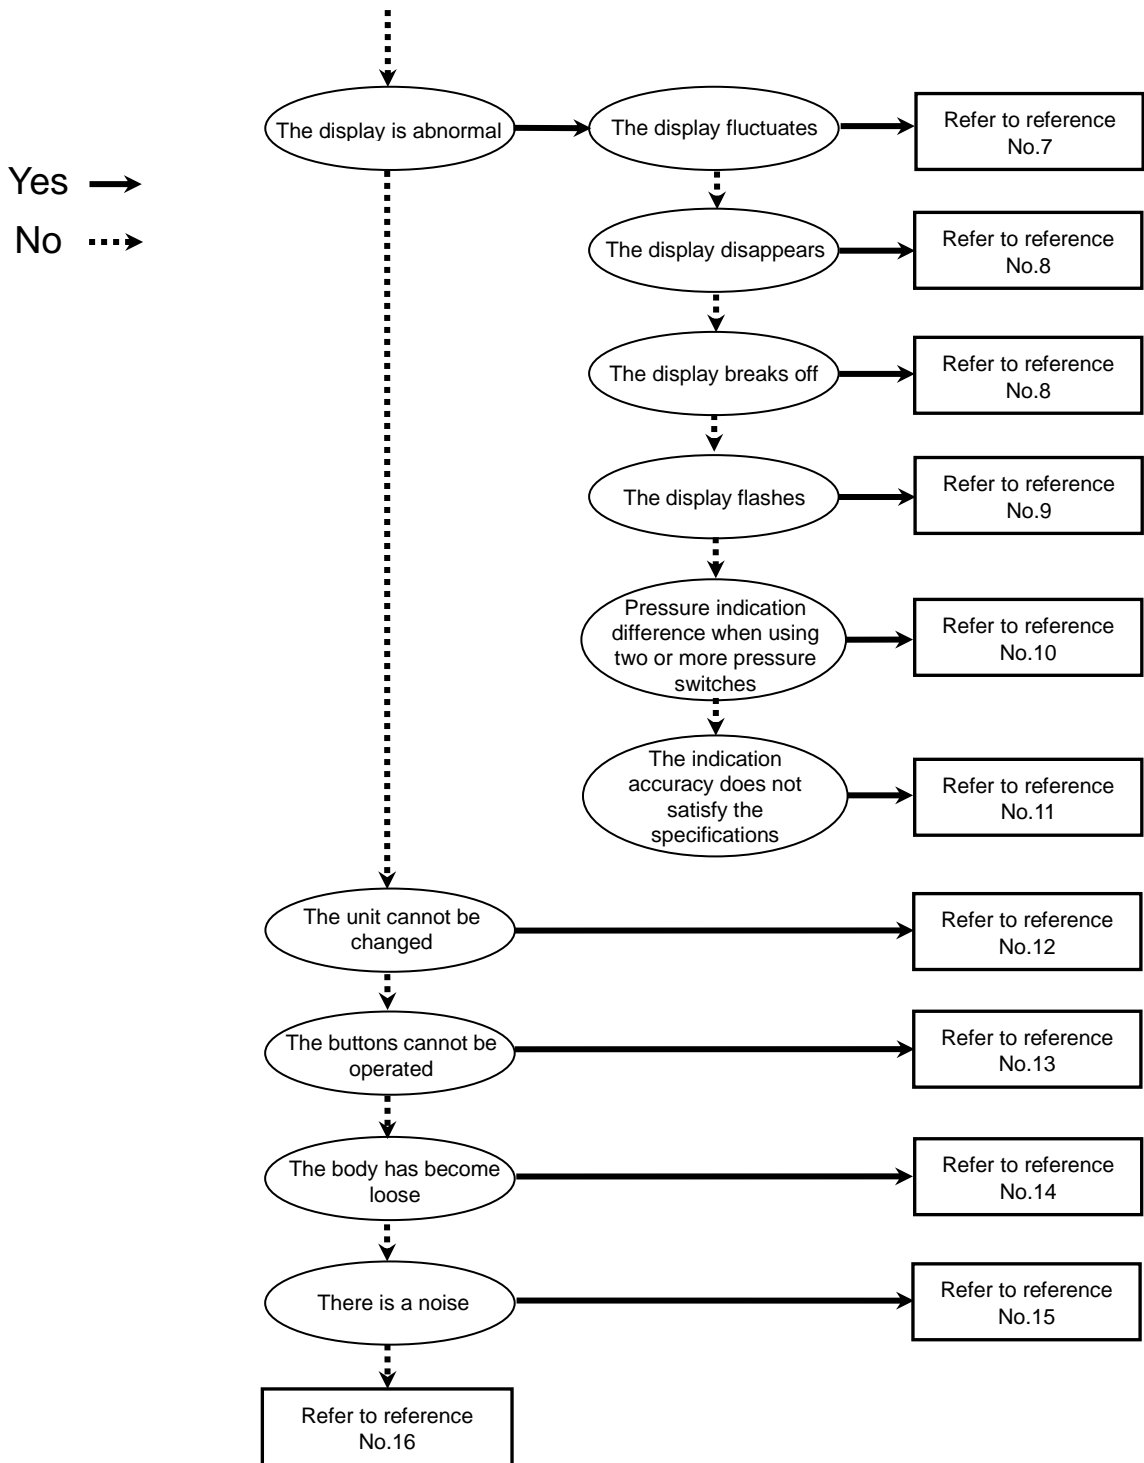 The display is abnormal
The display fluctuates
Refer to reference
No.7
Yes
No
The display disappears
Refer to reference
No.8
The display breaks off
Refer to reference
No.8
The display flashes
Refer to reference
No.9
Pressure indication
difference when using
two or more pressure
switches
Refer to reference
No.10
The indication
accuracy does not
satisfy the
specifications
Refer to reference
No.11
The unit cannot be
changed
Refer to reference
No.12
The buttons cannot be
operated
Refer to reference
No.13
The body has become
loose
Refer to reference
No.14
There is a noise
Refer to reference
No.15
Refer to reference
No.16